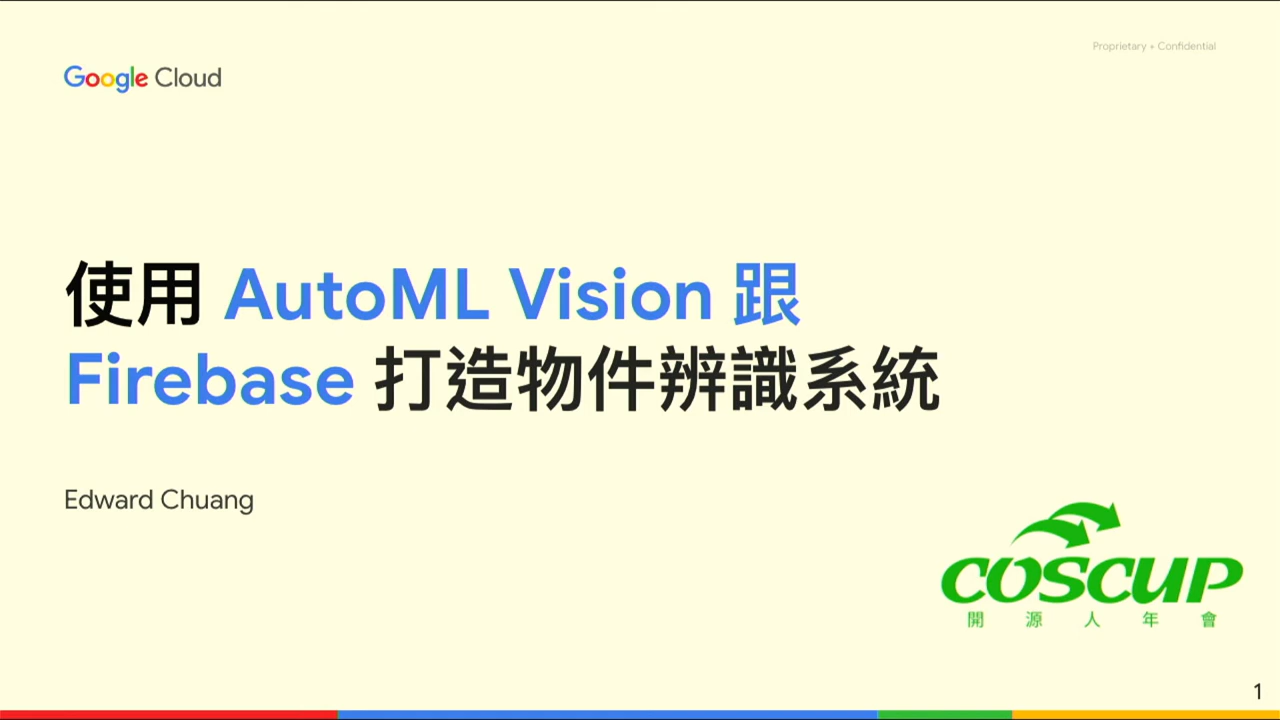 Proprietary + Confidential
Google Cloud
使用 AutoML Vision 跟
Firebase 打造物件辨識系統
Edward Chuang
COSCUP
開源人年會
1